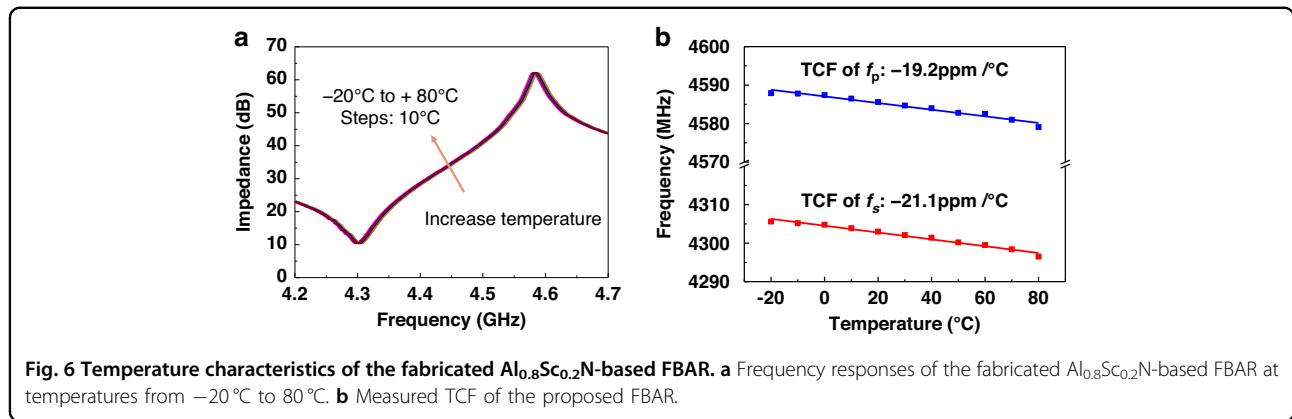 a
70
60
50
40
30
20
10
0
Impedance (dB)
−20°C to + 80°C
Steps: 10°C
Increase temperature
4.2 4.3 4.4 4.5 4.6 4.7
Frequency (GHz)
b
4600
4590
4580
4570
4310
4300
4290
Frequency (MHz)
TCF of fp: −19.2ppm /°C
TCF of fs: −21.1ppm /°C
-20 0 20 40 60 80
Temperature (°C)
Fig. 6 Temperature characteristics of the fabricated Al0.8Sc0.2N-based FBAR. a Frequency responses of the fabricated Al0.8Sc0.2N-based FBAR at
temperatures from −20 °C to 80 °C. b Measured TCF of the proposed FBAR.